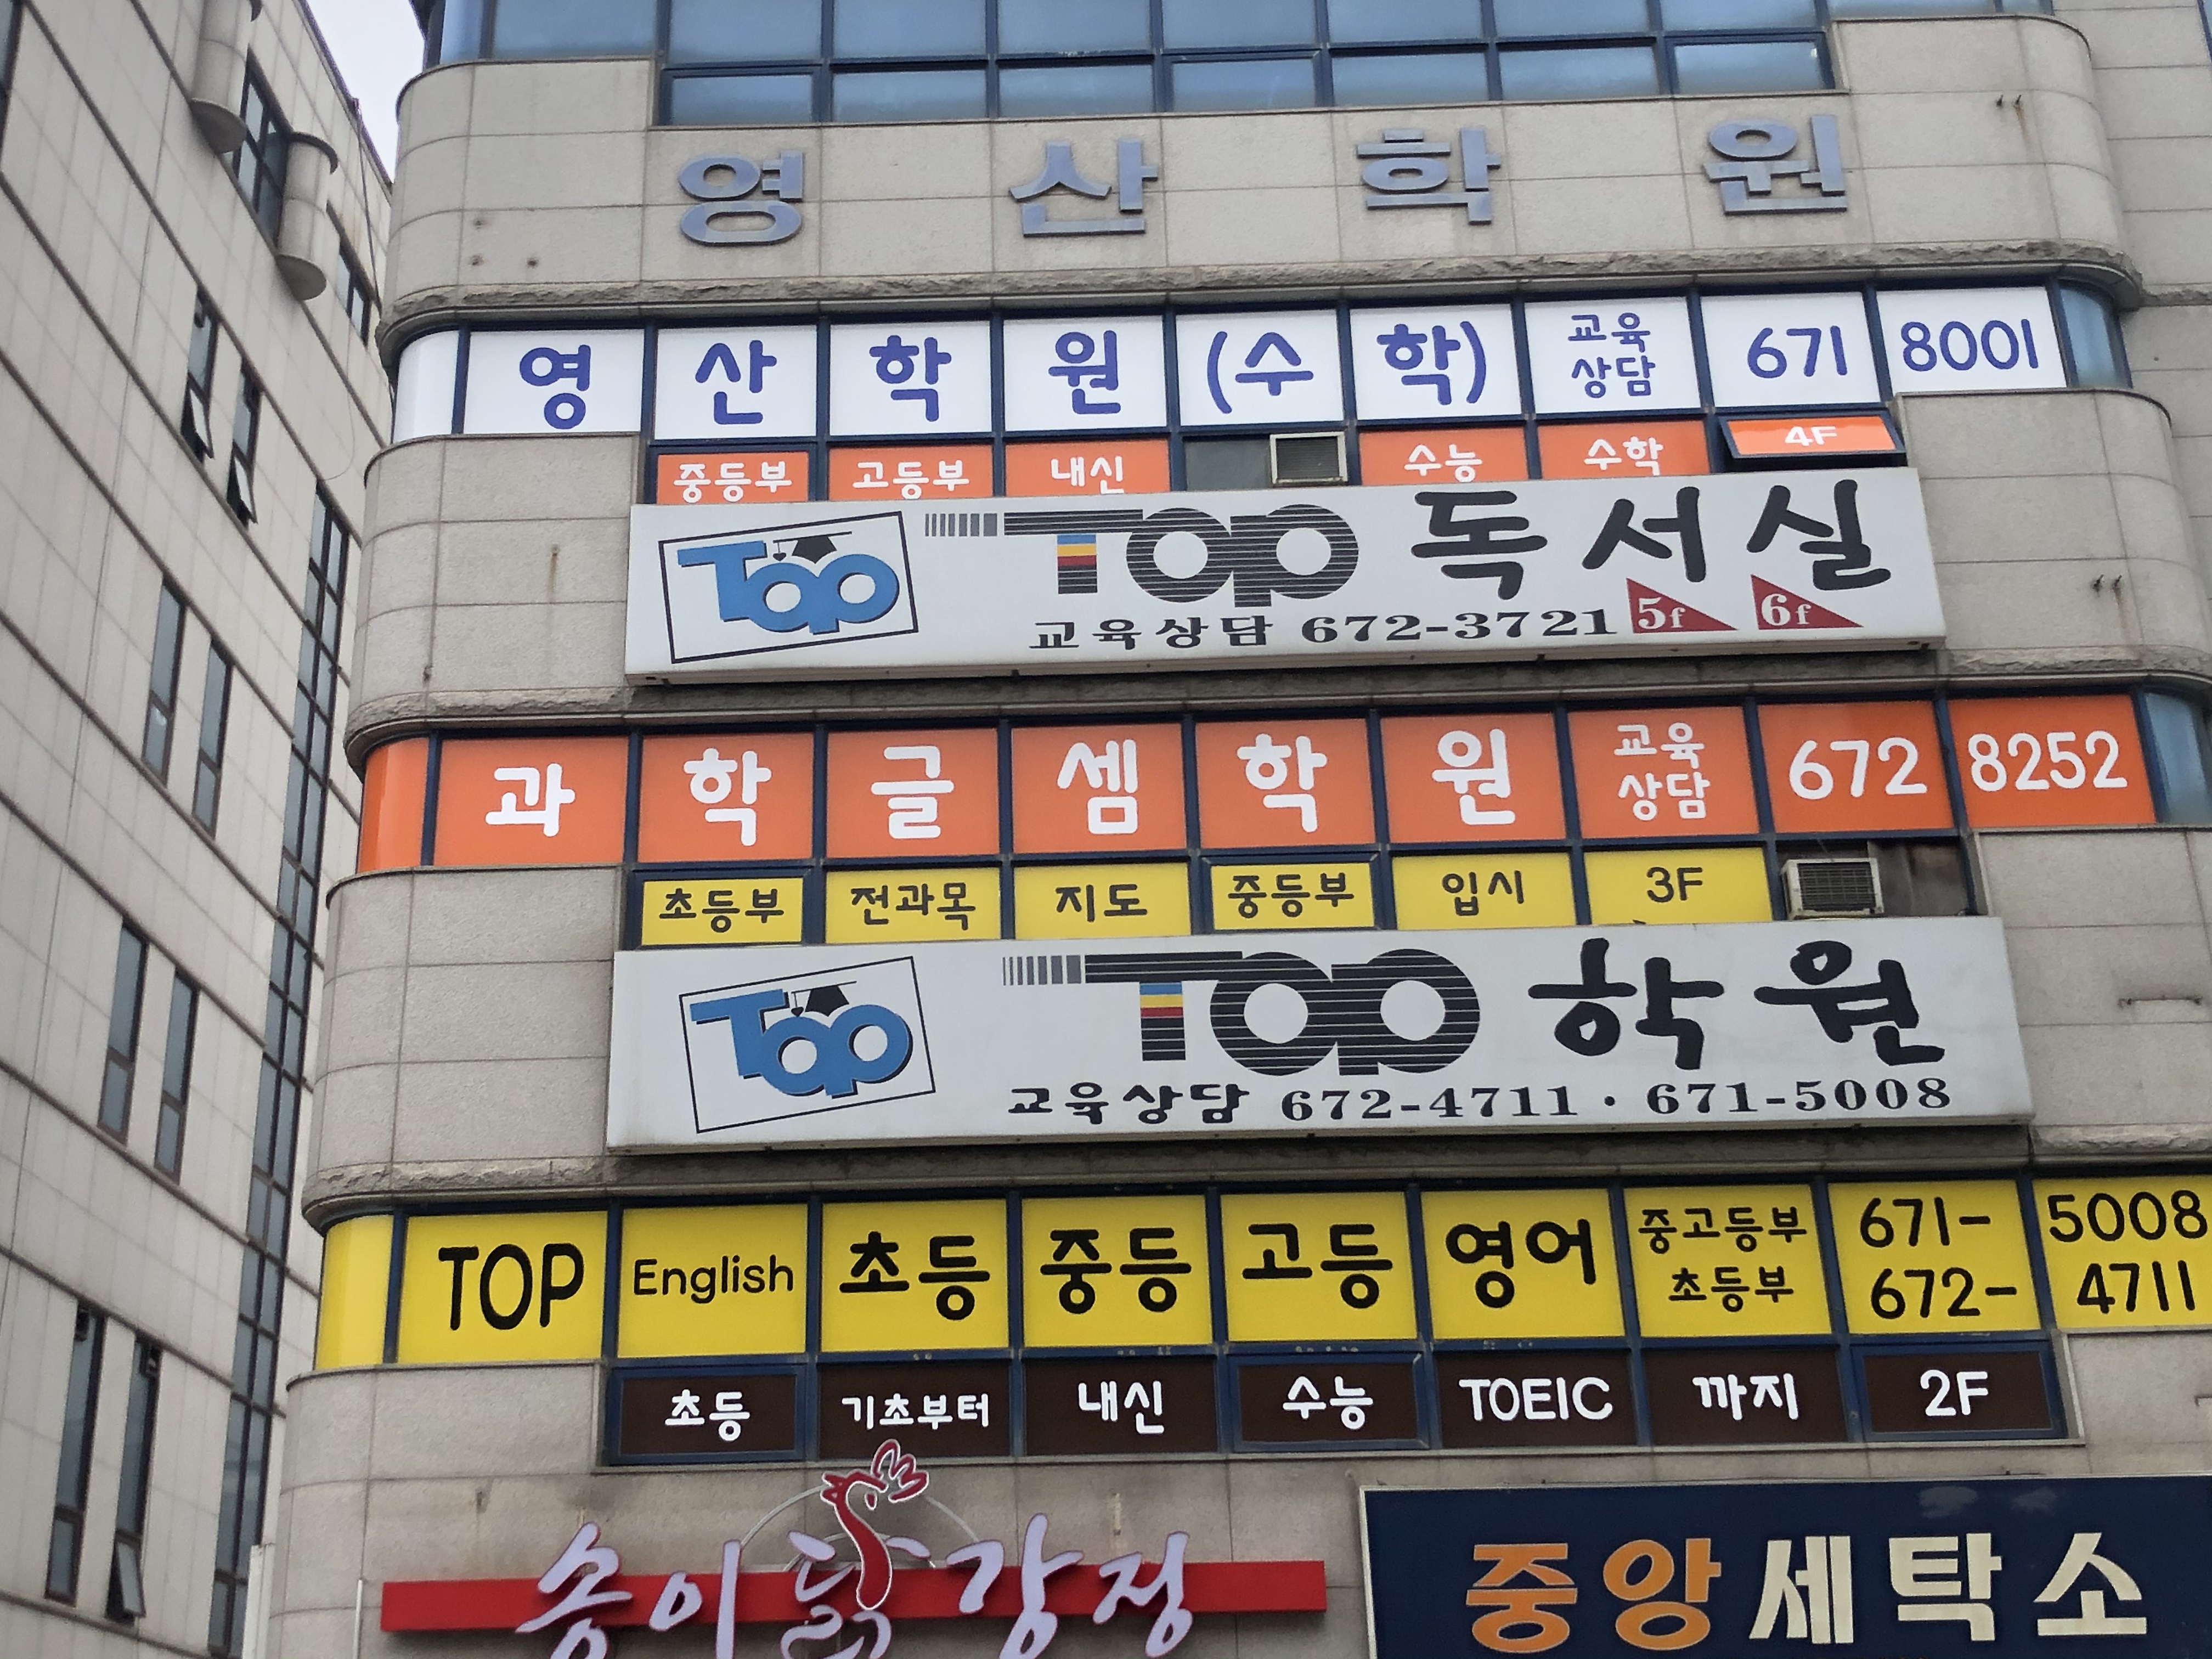 영산학원
영산학원(수학) 교육상담 671 8001
중등부 고등부 내신 수능 수학 4F
Top Top 독서실
교육상담 672-3721 5f 6f
과학글셈학원 교육상담 672 8252
초등부 전과목 지도 중등부 입시 3F
Top Top 학원
교육상담 672-4711 · 671-5008
TOP English 초등 중등 고등 영어 중고등부 671-5008
초등부 672-4711
초등 기초부터 내신 수능 TOEIC 까지 2F
송이닭강정
중앙세탁소